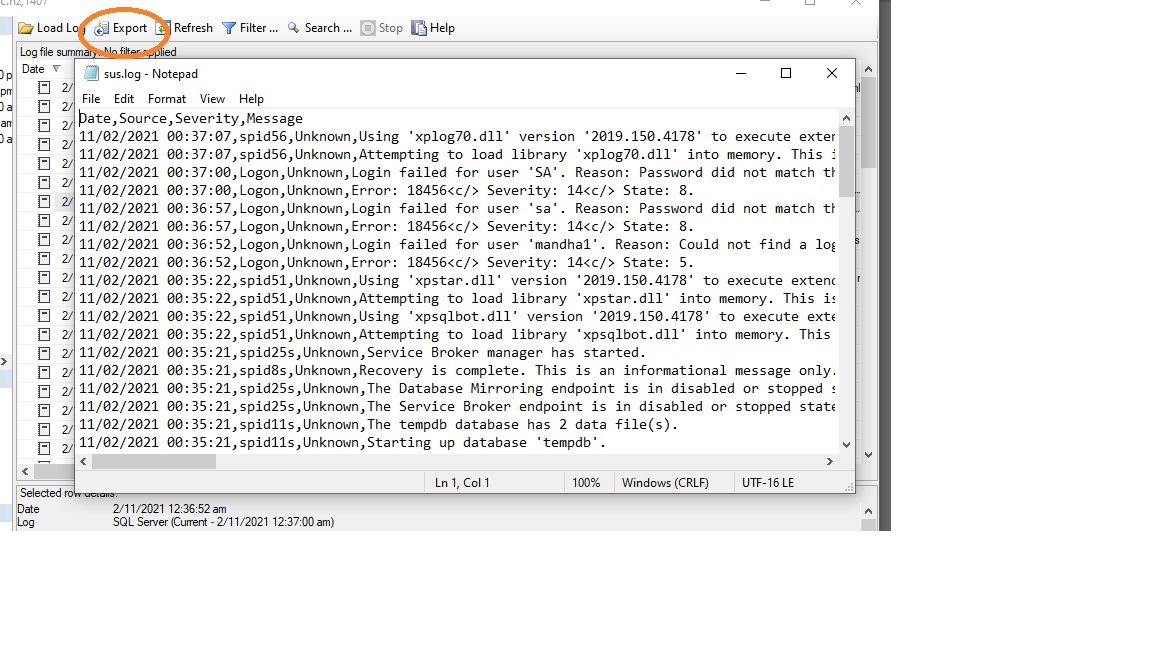 c.nz,1407
Load Log Export Refresh Filter ... Search ... Stop Help
Log file summary: No filter applied
Date
sus.log - Notepad
File Edit Format View Help
Date,Source,Severity,Message
11/02/2021 00:37:07,spid56,Unknown,Using 'xplog70.dll' version '2019.150.4178' to execute exten
11/02/2021 00:37:07,spid56,Unknown,Attempting to load library 'xplog70.dll' into memory. This i
11/02/2021 00:37:00,Logon,Unknown,Login failed for user 'SA'. Reason: Password did not match th
11/02/2021 00:37:00,Logon,Unknown,Error: 18456<c/> Severity: 14<c/> State: 8.
11/02/2021 00:36:57,Logon,Unknown,Login failed for user 'sa'. Reason: Password did not match th
11/02/2021 00:36:57,Logon,Unknown,Error: 18456<c/> Severity: 14<c/> State: 8.
11/02/2021 00:36:52,Logon,Unknown,Login failed for user 'mandha1'. Reason: Could not find a log
11/02/2021 00:36:52,Logon,Unknown,Error: 18456<c/> Severity: 14<c/> State: 5.
11/02/2021 00:35:22,spid51,Unknown,Using 'xpstar.dll' version '2019.150.4178' to execute extend
11/02/2021 00:35:22,spid51,Unknown,Attempting to load library 'xpstar.dll' into memory. This is
11/02/2021 00:35:22,spid51,Unknown,Using 'xpsqlbot.dll' version '2019.150.4178' to execute exte
11/02/2021 00:35:22,spid51,Unknown,Attempting to load library 'xpsqlbot.dll' into memory. This
11/02/2021 00:35:21,spid25s,Unknown,Service Broker manager has started.
11/02/2021 00:35:21,spid8s,Unknown,Recovery is complete. This is an informational message only.
11/02/2021 00:35:21,spid25s,Unknown,The Database Mirroring endpoint is in disabled or stopped s
11/02/2021 00:35:21,spid25s,Unknown,The Service Broker endpoint is in disabled or stopped state
11/02/2021 00:35:21,spid11s,Unknown,The tempdb database has 2 data file(s).
11/02/2021 00:35:21,spid11s,Unknown,Starting up database 'tempdb'.
Ln 1, Col 1 100% Windows (CRLF) UTF-16 LE
Selected row details:
Date 2/11/2021 12:36:52 am
Log SQL Server (Current - 2/11/2021 12:37:00 am)